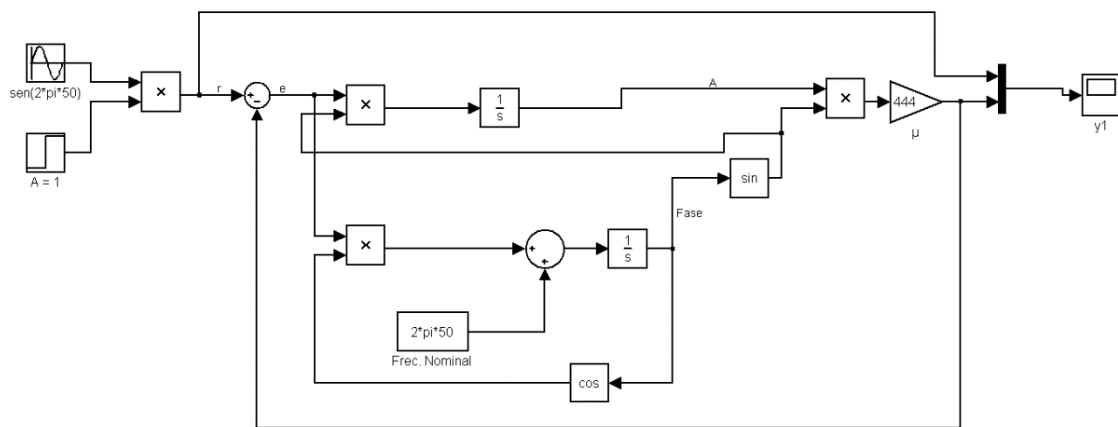 sen(2*pi*50)
A = 1
×
r
+
−
e
×
1
s
A
×
444
µ
y1
sin
Fase
×
+
+
1
s
2*pi*50
Frec. Nominal
cos